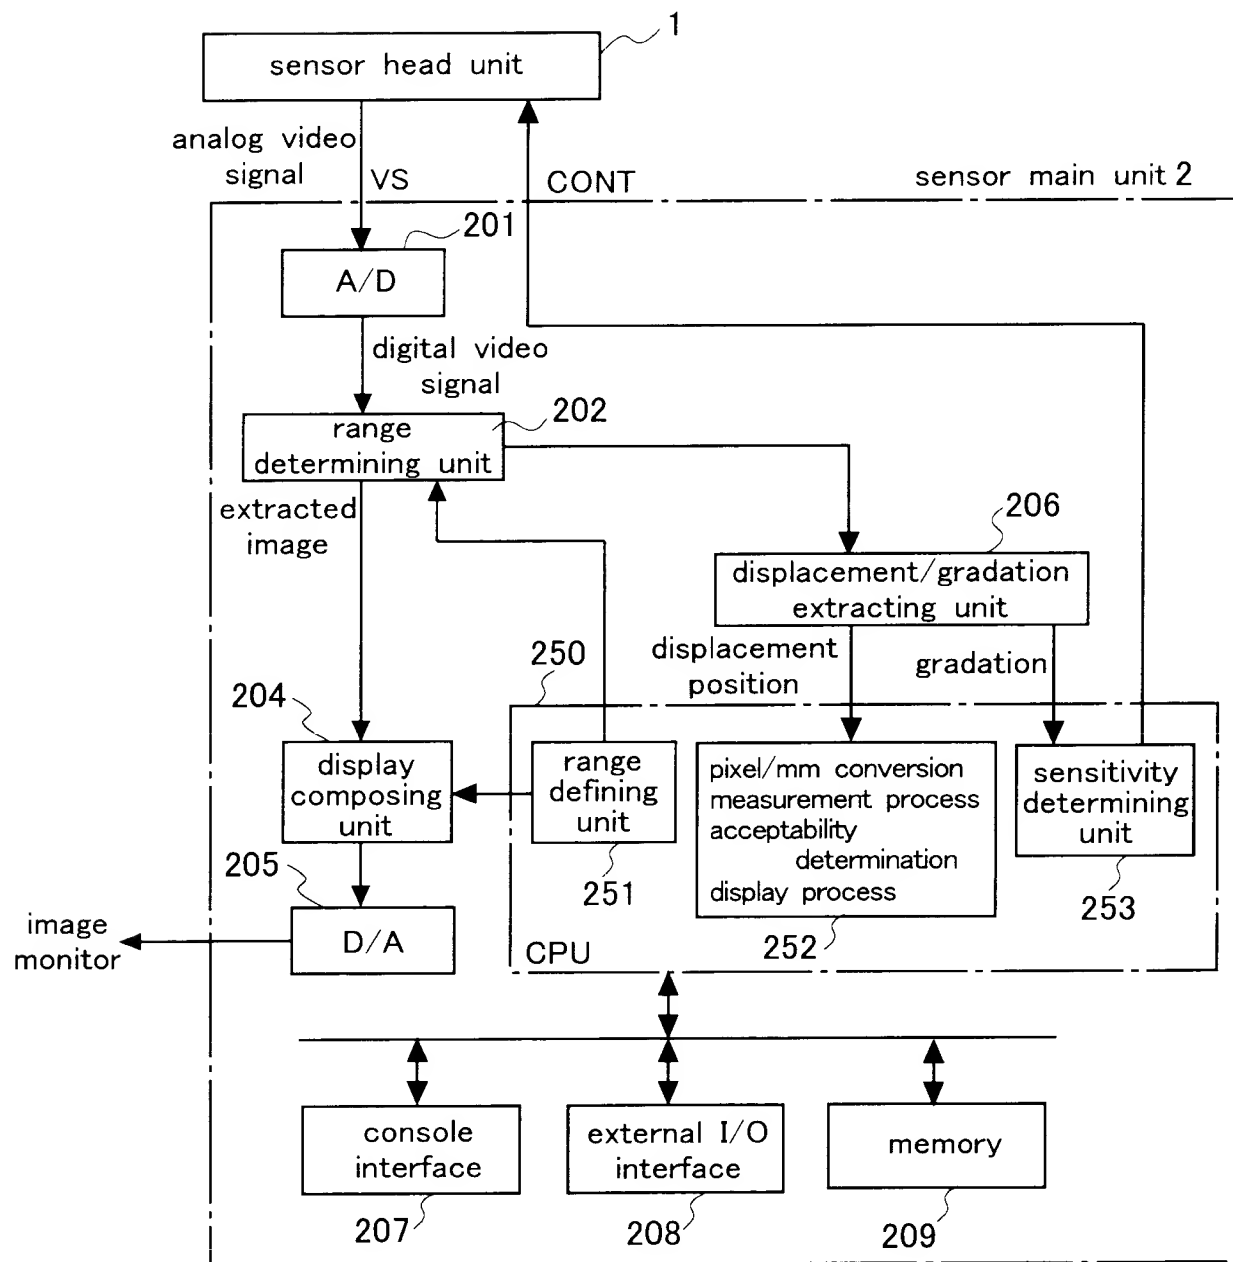 1
sensor head unit
analog video
signal
VS
CONT
sensor main unit 2
201
A/D
digital video
signal
202
range
determining unit
extracted
image
206
displacement/gradation
extracting unit
displacement
position
gradation
250
204
display
composing
unit
range
defining
unit
251
pixel/mm conversion
measurement process
acceptability
determination
display process
252
sensitivity
determining
unit
253
205
D/A
image
monitor
CPU
console
interface
207
external I/O
interface
208
memory
209